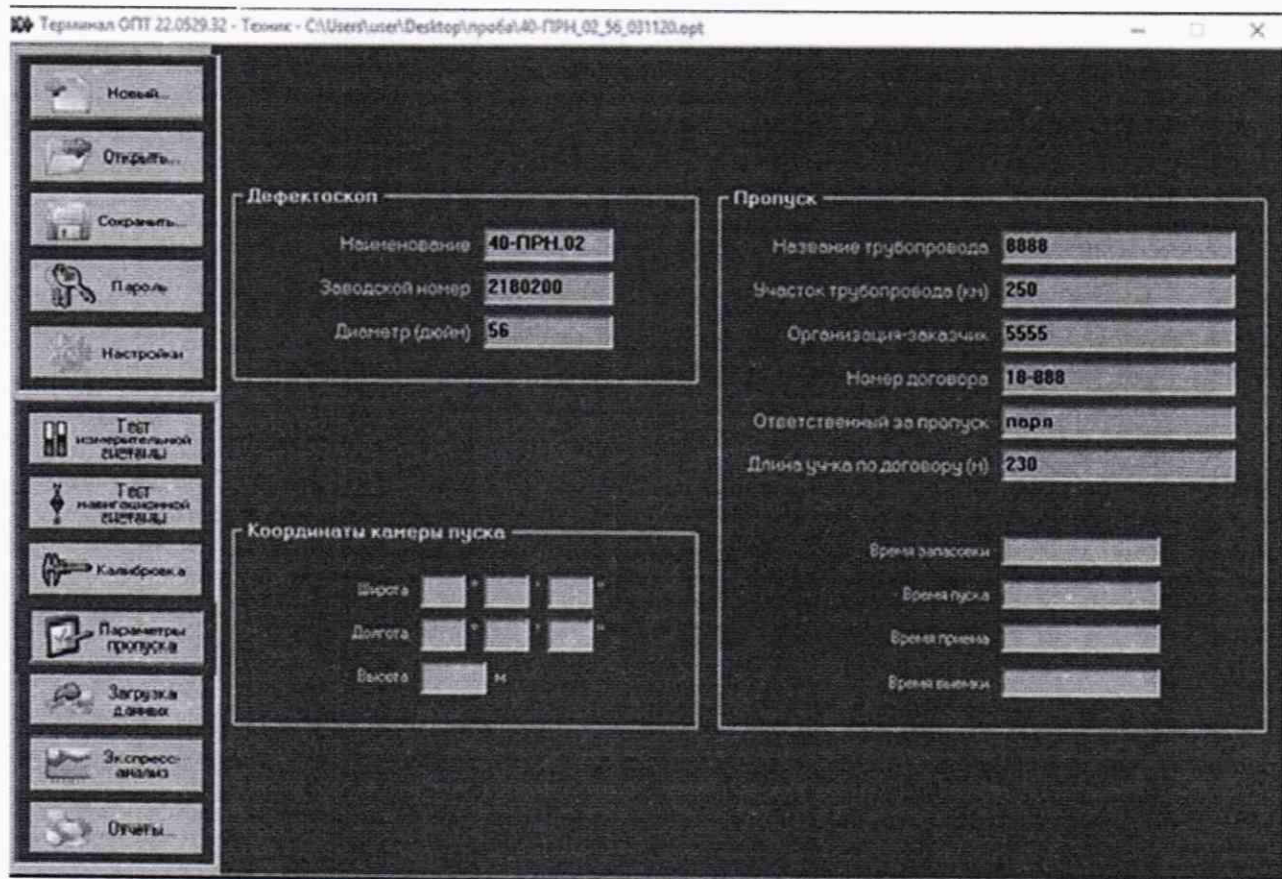 Терминал ОПТ 22.0529.32 - Техник - C:\Users\user\Desktop\проба\40-ПРН_02_56_031120.opt
Новый...
Открыть...
Сохранить...
Пароль
Настройки
Тест
измерительной
системы
Тест
навигационной
системы
Калибровка
Параметры
пропуска
Загрузка
данных
Экспресс-
анализ
Отчеты...
Дефектоскоп
Наименование 40-ПРН.02
Заводской номер 2180200
Диаметр (дюйм) 56
Координаты камеры пуска
Широта ° ' "
Долгота ° ' "
Высота м
Пропуск
Название трубопровода 8888
Участок трубопровода (км) 250
Организация-заказчик 5555
Номер договора 18-888
Ответственный за пропуск
Длина уч-ка по договору (м) 230
Время запасовки
Время пуска
Время приема
Время выемки